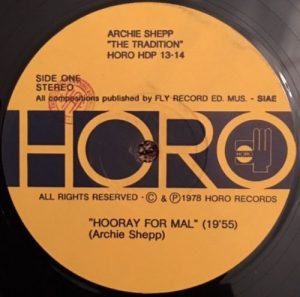 ARCHIE SHEPP
"THE TRADITION"
HORO HDP 13-14
SIDE ONE
STEREO
All compositions published by FLY RECORD ED. MUS. - SIAE
HORO
HORO
ALL RIGHTS RESERVED - © & ℗ 1978 HORO RECORDS
"HOORAY FOR MAL" (19'55)
(Archie Shepp)